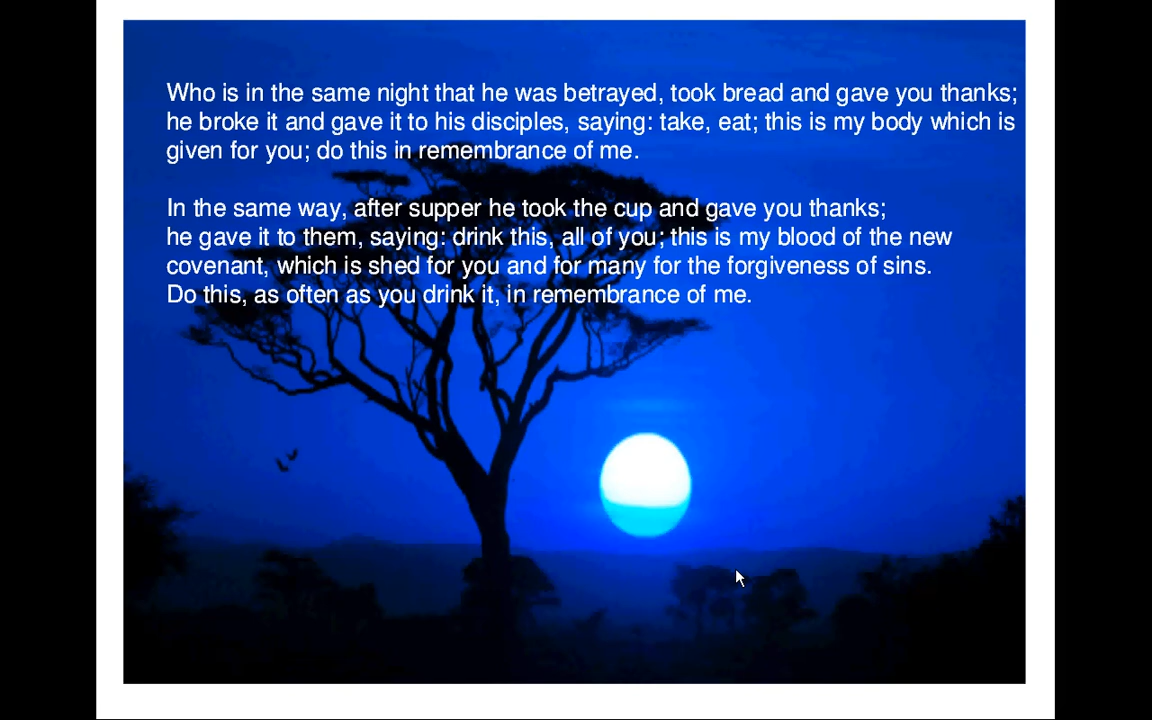 Who is in the same night that he was betrayed, took bread and gave you thanks;
he broke it and gave it to his disciples, saying: take, eat; this is my body which is
given for you; do this in remembrance of me.
In the same way, after supper he took the cup and gave you thanks;
he gave it to them, saying: drink this, all of you; this is my blood of the new
covenant, which is shed for you and for many for the forgiveness of sins.
Do this, as often as you drink it, in remembrance of me.